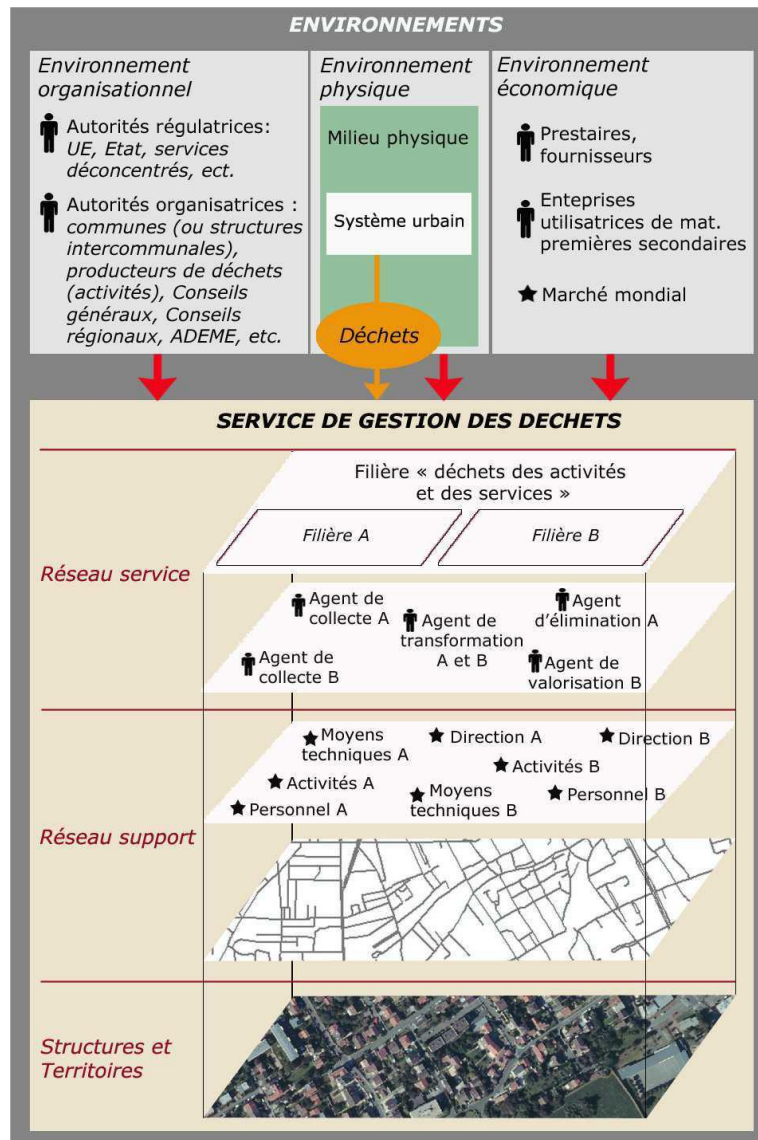 ENVIRONNEMENTS
Environnement
organisationnel
Autorités régulatrices:
UE, Etat, services
déconcentrés, ect.
Autorités organisatrices :
communes (ou structures
intercommunales),
producteurs de déchets
(activités), Conseils
généraux, Conseils
régionaux, ADEME, etc.
Environnement
physique
Milieu physique
Système urbain
Déchets
Environnement
économique
Prestaires,
fournisseurs
Enteprises
utilisatrices de mat.
premières secondaires
Marché mondial
SERVICE DE GESTION DES DECHETS
Réseau service
Filière « déchets des activités
et des services »
Filière A
Filière B
Agent de
collecte A
Agent de
transformation
A et B
Agent
d'élimination A
Agent de
collecte B
Agent de
valorisation B
Réseau support
Moyens
techniques A
Direction A
Direction B
Activités A
Activités B
Personnel A
Moyens
techniques B
Personnel B
Structures et
Territoires